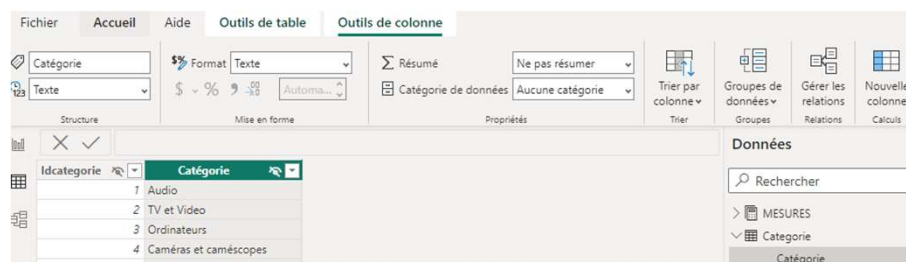 Fichier Accueil Aide Outils de table Outils de colonne
Catégorie
$% Format Texte
Σ Résumé Ne pas résumer
123 Texte
$ % 9 .00 Automa...
Catégorie de données Aucune catégorie
Trier par colonne
Groupes de données
Gérer les relations
Nouvelle colonne
Structure Mise en forme Propriétés Trier Groupes Relations Calculs
Données
Idcategorie Catégorie
1 Audio
2 TV et Video
3 Ordinateurs
4 Caméras et caméscopes
Rechercher
MESURES
Categorie
Catégorie